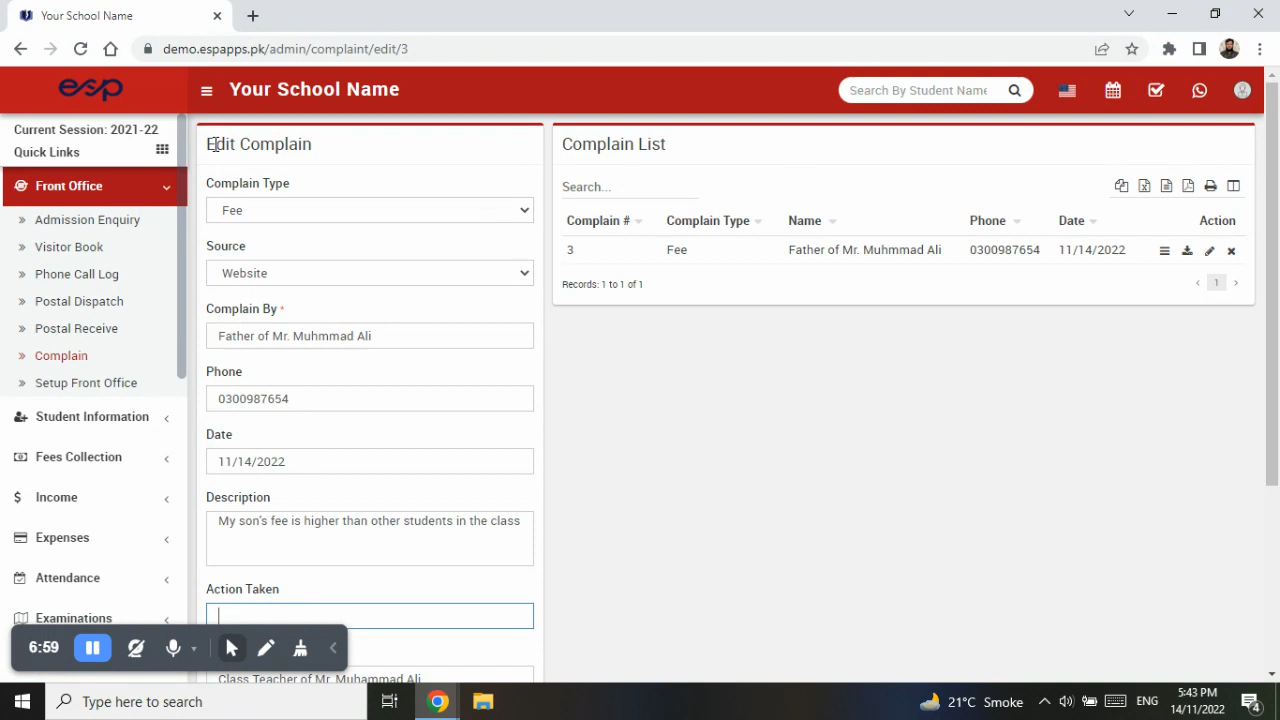 Your School Name
demo.espapps.pk/admin/complaint/edit/3
esp
Your School Name
Search By Student Name
Current Session: 2021-22
Quick Links
Front Office
Admission Enquiry
Visitor Book
Phone Call Log
Postal Dispatch
Postal Receive
Complain
Setup Front Office
Student Information
Fees Collection
Income
Expenses
Attendance
Examinations
Edit Complain
Complain Type
Fee
Source
Website
Complain By *
Father of Mr. Muhmmad Ali
Phone
0300987654
Date
11/14/2022
Description
My son's fee is higher than other students in the class
Action Taken
Class Teacher of Mr. Muhammad Ali
Complain List
Search...
Complain # Complain Type Name Phone Date Action
3 Fee Father of Mr. Muhmmad Ali 0300987654 11/14/2022
Records: 1 to 1 of 1
1
6:59
Type here to search
21°C Smoke
ENG
5:43 PM
14/11/2022
4